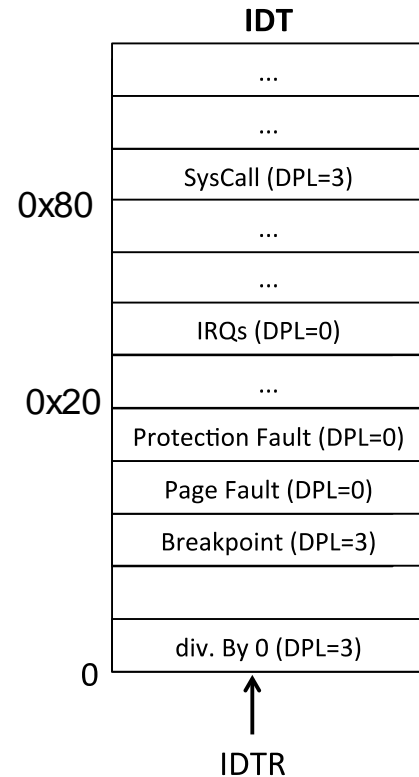 IDT
...
...
SysCall (DPL=3)
0x80
...
...
IRQs (DPL=0)
...
0x20
Protection Fault (DPL=0)
Page Fault (DPL=0)
Breakpoint (DPL=3)
div. By 0 (DPL=3)
0
IDTR